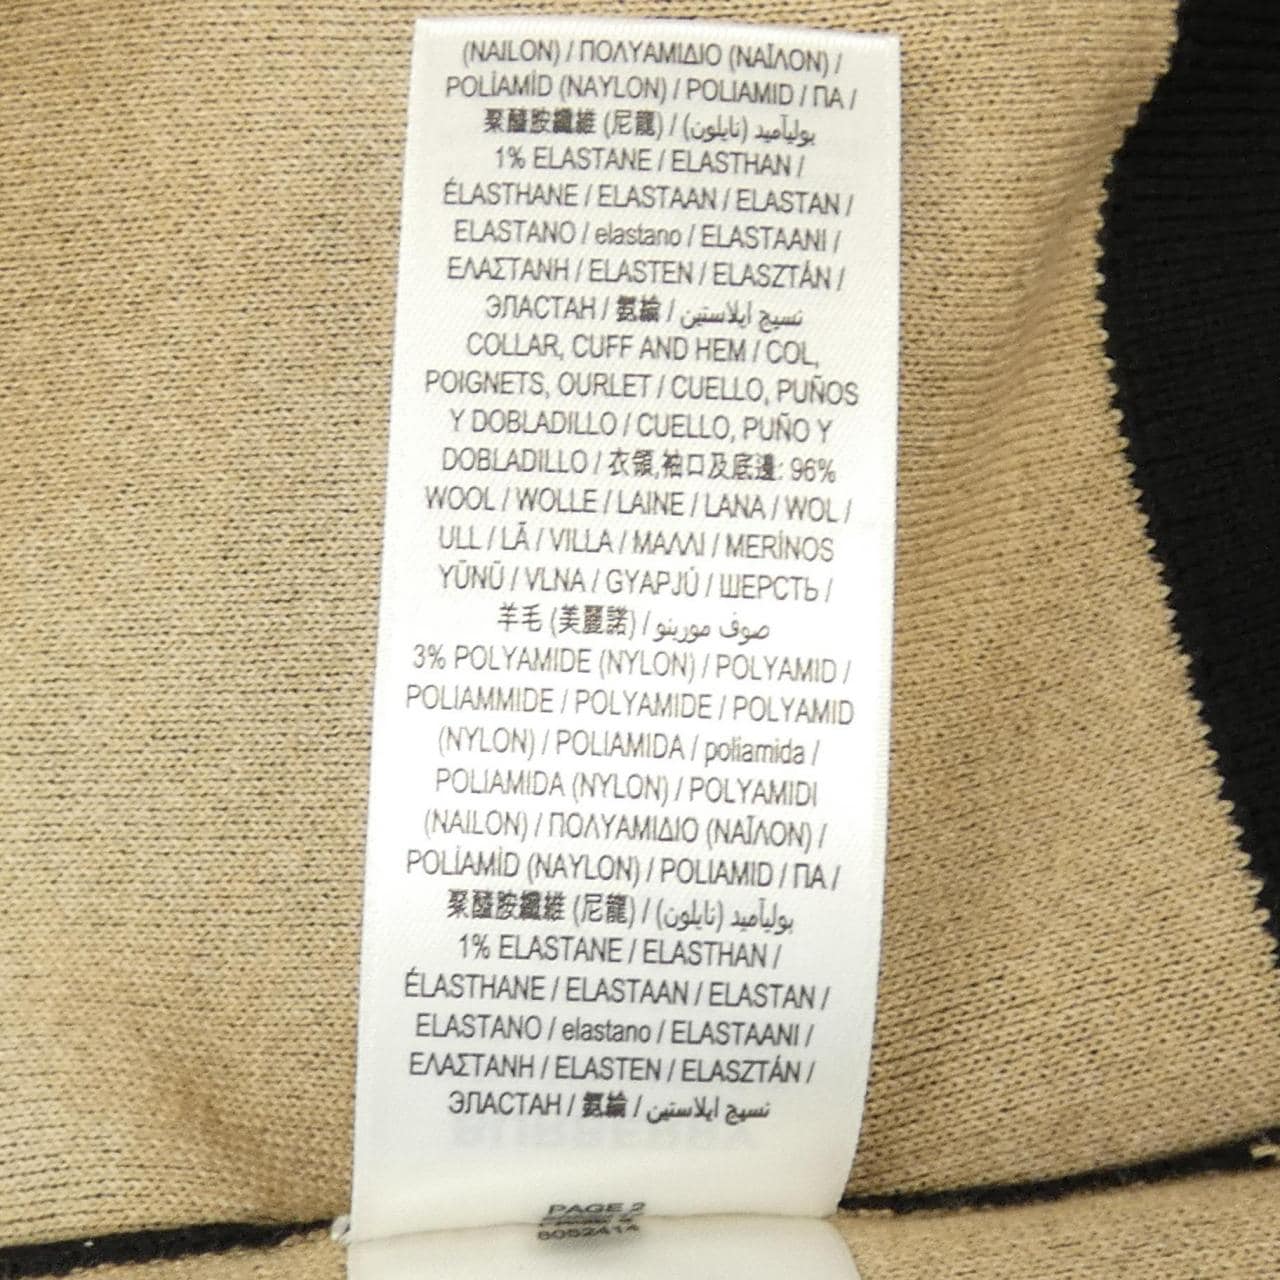 (NAILON) / ΠΟΛΥΑΜΙΔΙΟ (ΝΑΪΛΟΝ) /
POLİAMİD (NAYLON) / POLIAMID / ПА /
聚醯胺纖維 (尼龍) / بوليآميد (نايلون) /
1% ELASTANE / ELASTHAN /
ÉLASTHANE / ELASTAAN / ELASTAN /
ELASTANO / elastano / ELASTAANI /
ΕΛΑΣΤΑΝΗ / ELASTEN / ELASZTÁN /
ЭЛАСТАН / 氨綸 / نسيج ايلاستين
COLLAR, CUFF AND HEM / COL,
POIGNETS, OURLET / CUELLO, PUÑOS
Y DOBLADILLO / CUELLO, PUÑO Y
DOBLADILLO / 衣領,袖口及底邊: 96%
WOOL / WOLLE / LAINE / LANA / WOL /
ULL / LÃ / VILLA / ΜΑΛΛΙ / MERİNOS
YÜNÜ / VLNA / GYAPJÚ / ШЕРСТЬ /
羊毛 (美麗諾) / صوف مورينو
3% POLYAMIDE (NYLON) / POLYAMID /
POLIAMMIDE / POLYAMIDE / POLYAMID
(NYLON) / POLIAMIDA / poliamida /
POLIAMIDA (NYLON) / POLYAMIDI
(NAILON) / ΠΟΛΥΑΜΙΔΙΟ (ΝΑΪΛΟΝ) /
POLİAMİD (NAYLON) / POLIAMID / ПА /
聚醯胺纖維 (尼龍) / بوليآميد (نايلون) /
1% ELASTANE / ELASTHAN /
ÉLASTHANE / ELASTAAN / ELASTAN /
ELASTANO / elastano / ELASTAANI /
ΕΛΑΣΤΑΝΗ / ELASTEN / ELASZTÁN /
ЭЛАСТАН / 氨綸 / نسيج ايلاستين
PAGE 2
8052414